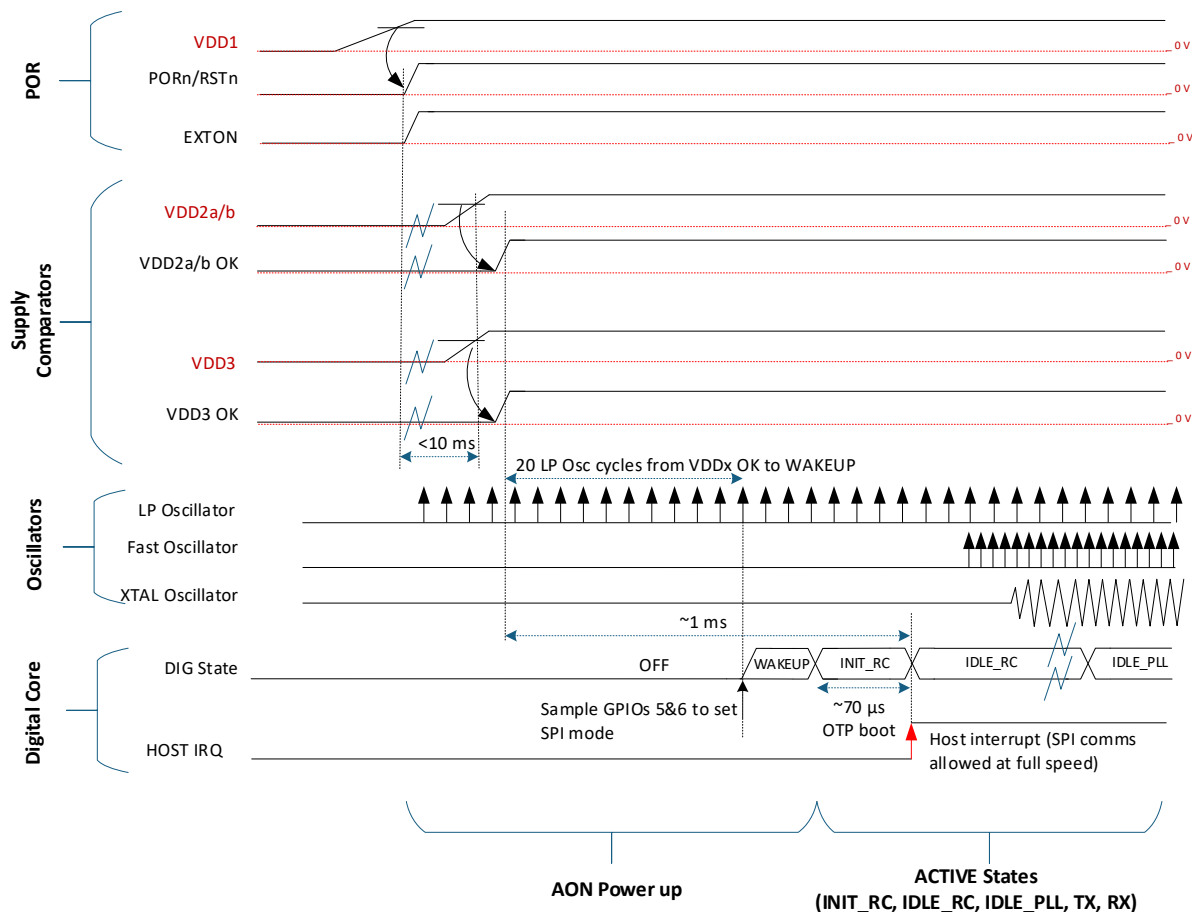 POR
VDD1
0 V
PORn/RSTn
0 V
EXTON
0 V
Supply
Comparators
VDD2a/b
0 V
VDD2a/b OK
0 V
VDD3
0 V
VDD3 OK
0 V
<10 ms
20 LP Osc cycles from VDDx OK to WAKEUP
Oscillators
LP Oscillator
Fast Oscillator
XTAL Oscillator
~1 ms
Digital Core
DIG State
OFF
WAKEUP
INIT_RC
IDLE_RC
IDLE_PLL
Sample GPIOs 5&6 to set
SPI mode
~70 µs
OTP boot
HOST IRQ
Host interrupt (SPI comms
allowed at full speed)
AON Power up
ACTIVE States
(INIT_RC, IDLE_RC, IDLE_PLL, TX, RX)